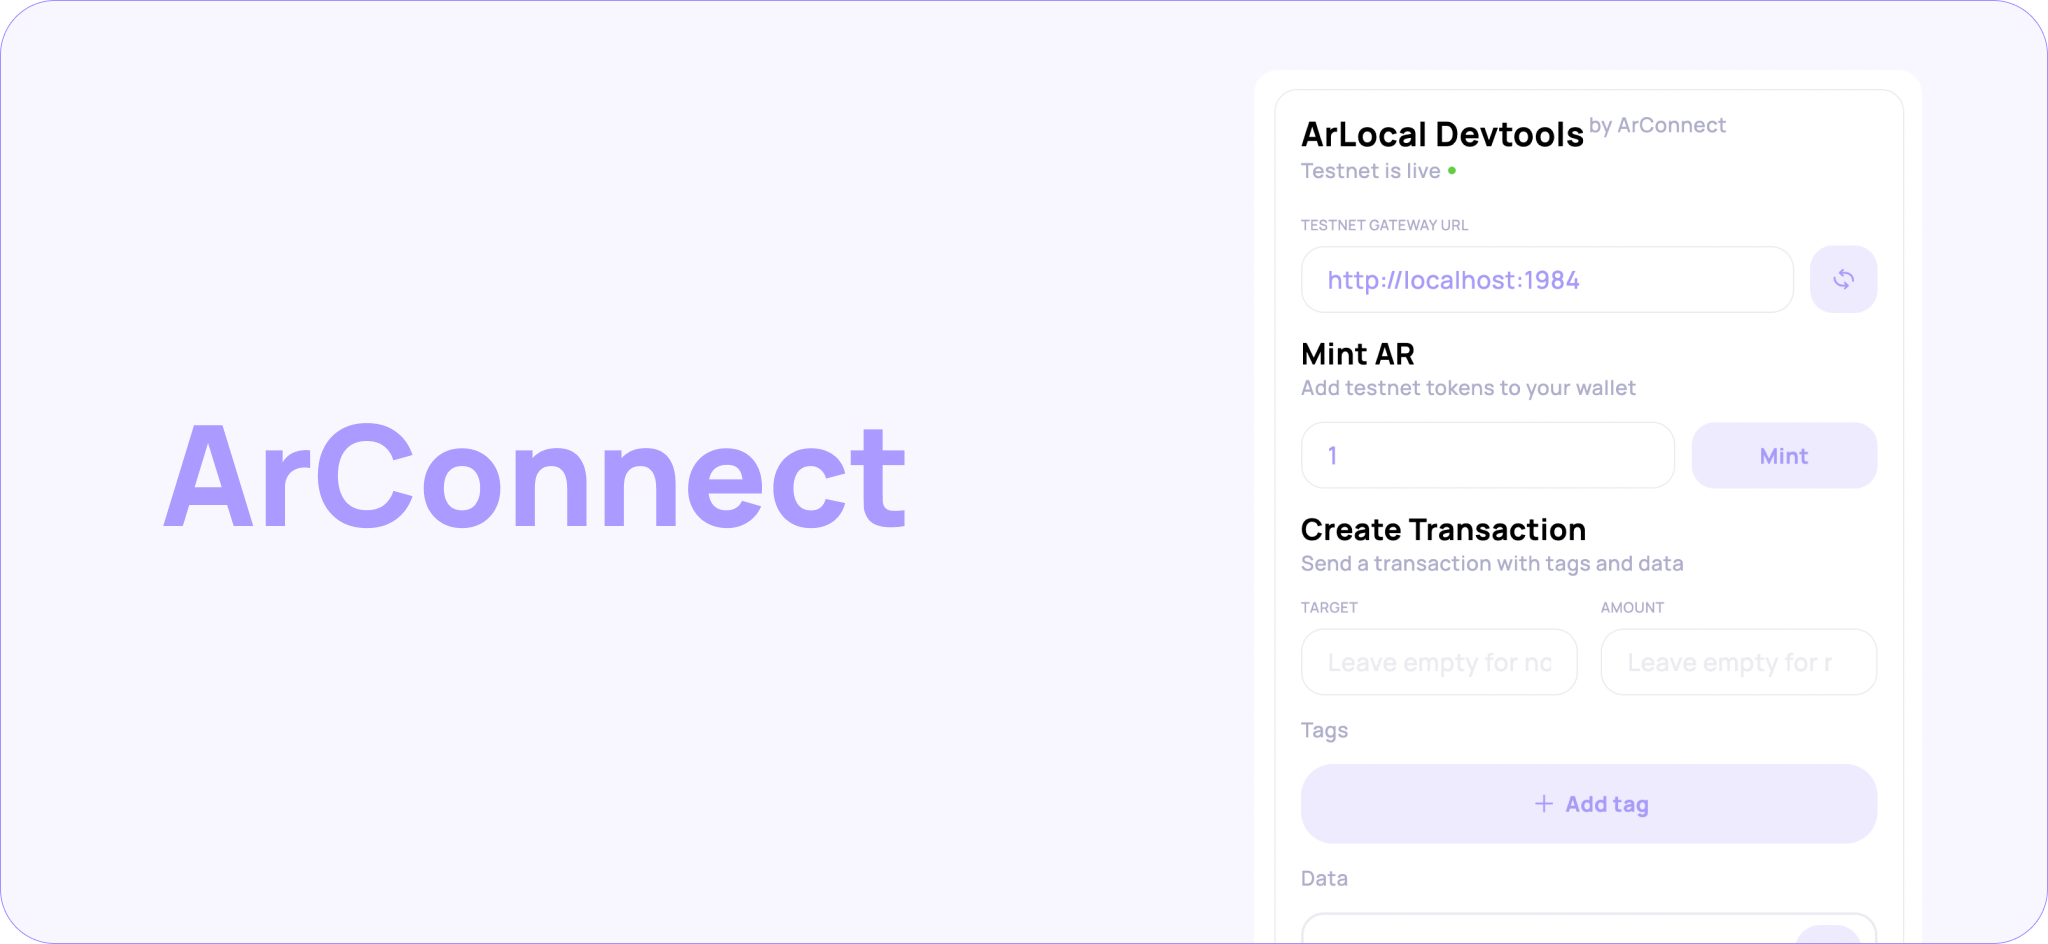 ArConnect
ArLocal Devtools by ArConnect
Testnet is live
TESTNET GATEWAY URL
http://localhost:1984
Mint AR
Add testnet tokens to your wallet
1
Mint
Create Transaction
Send a transaction with tags and data
TARGET
AMOUNT
Leave empty for
Leave empty for
Tags
+ Add tag
Data